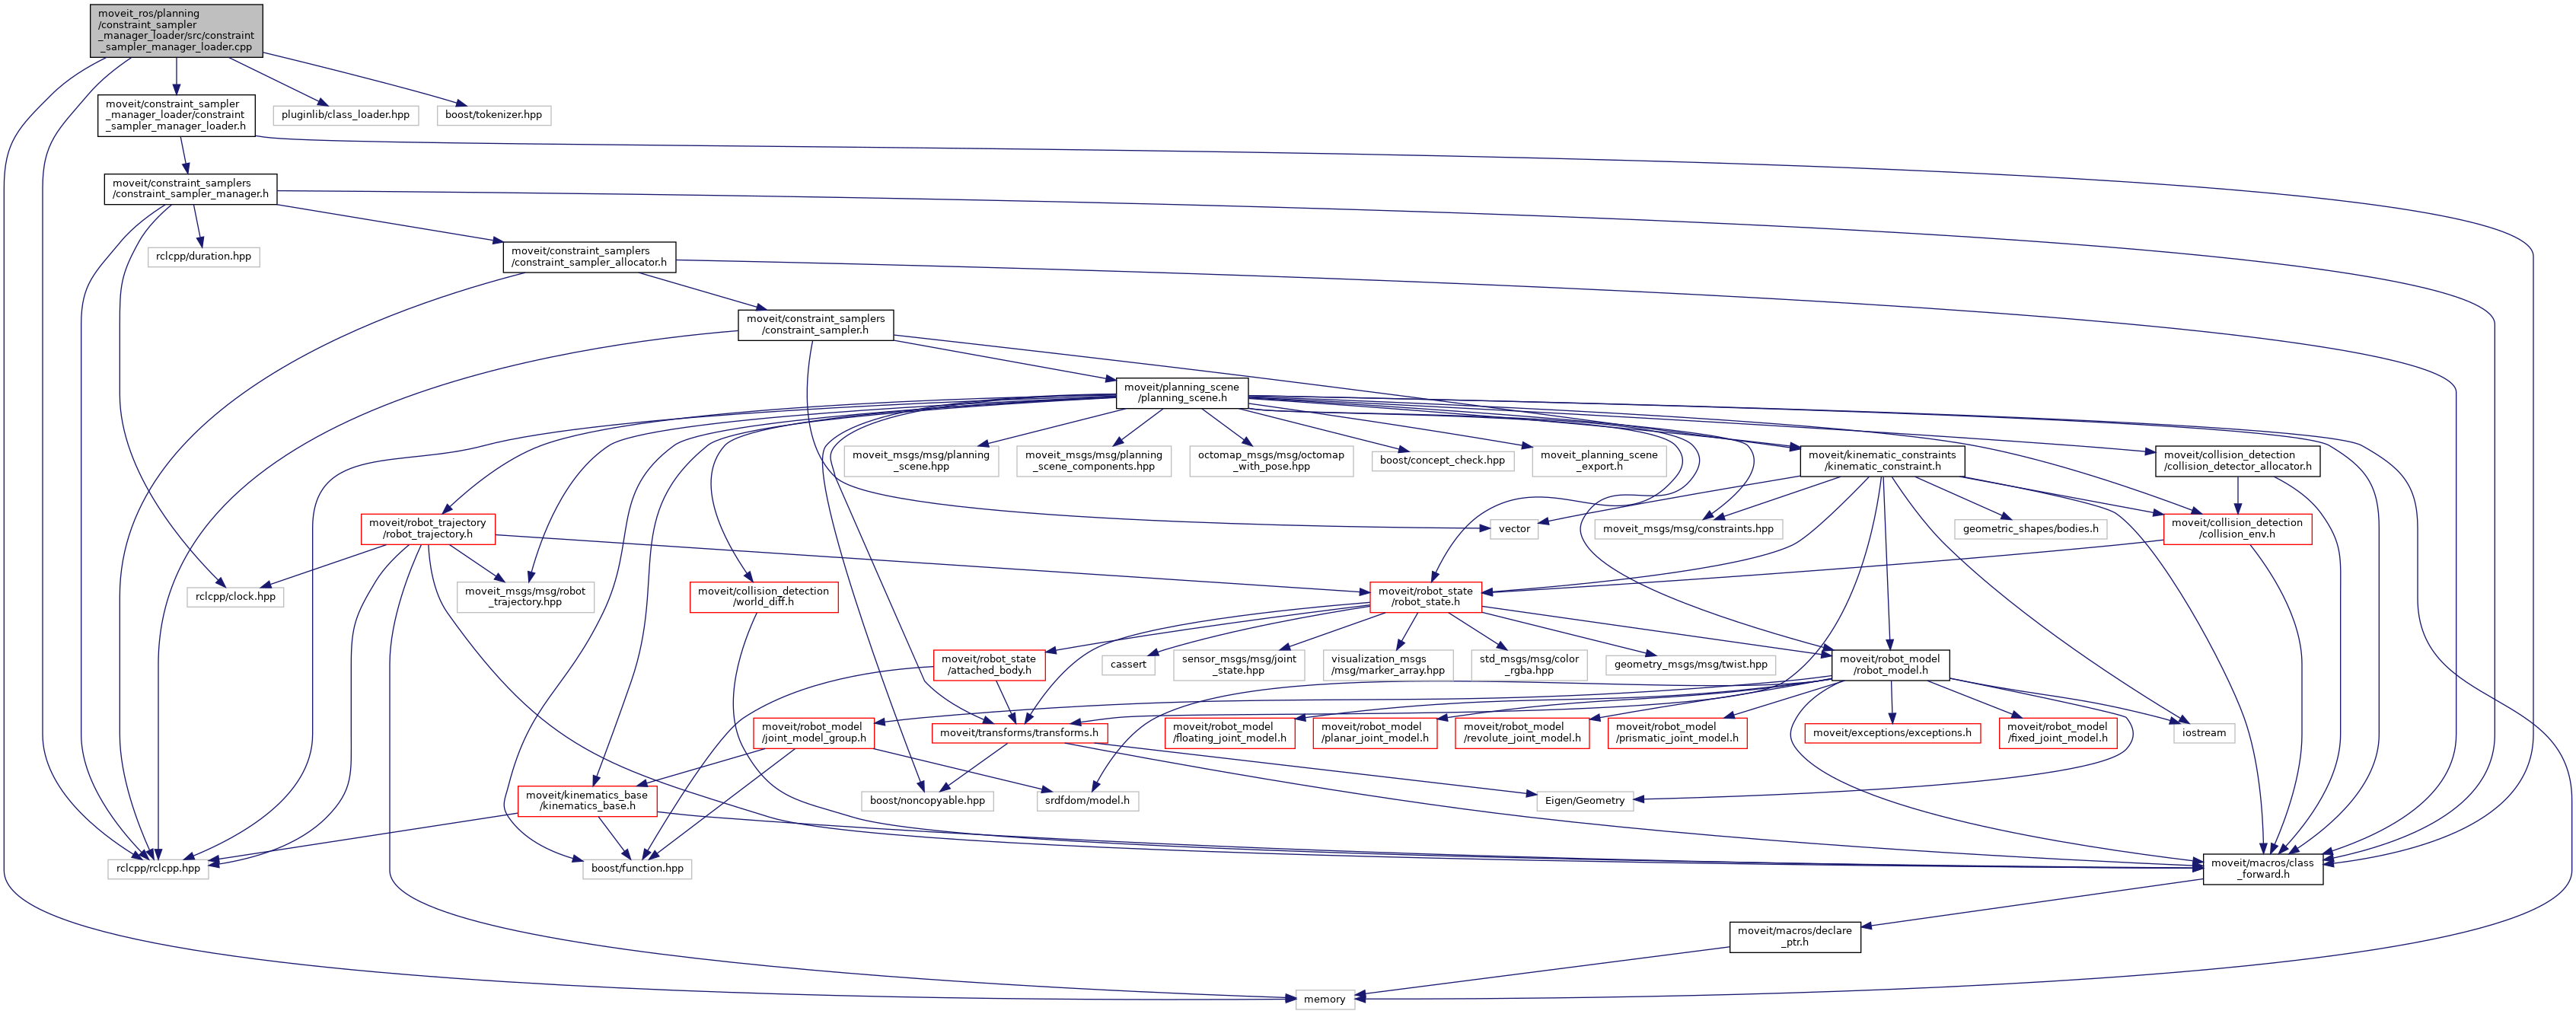 moveit_ros/planning
/constraint_sampler
_manager_loader/src/constraint
_sampler_manager_loader.cpp
moveit/constraint_sampler
_manager_loader/constraint
_sampler_manager_loader.h
pluginlib/class_loader.hpp
boost/tokenizer.hpp
moveit/constraint_samplers
/constraint_sampler_manager.h
rclcpp/duration.hpp
moveit/constraint_samplers
/constraint_sampler_allocator.h
moveit/constraint_samplers
/constraint_sampler.h
moveit/planning_scene
/planning_scene.h
moveit_msgs/msg/planning
_scene.hpp
moveit_msgs/msg/planning
_scene_components.hpp
octomap_msgs/msg/octomap
_with_pose.hpp
boost/concept_check.hpp
moveit_planning_scene
_export.h
moveit/kinematic_constraints
/kinematic_constraint.h
moveit/collision_detection
/collision_detector_allocator.h
moveit/robot_trajectory
/robot_trajectory.h
vector
moveit_msgs/msg/constraints.hpp
geometric_shapes/bodies.h
moveit/collision_detection
/collision_env.h
rclcpp/clock.hpp
moveit_msgs/msg/robot
_trajectory.hpp
moveit/collision_detection
/world_diff.h
moveit/robot_state
/robot_state.h
moveit/robot_state
/attached_body.h
cassert
sensor_msgs/msg/joint
_state.hpp
visualization_msgs
/msg/marker_array.hpp
std_msgs/msg/color
_rgba.hpp
geometry_msgs/msg/twist.hpp
moveit/robot_model
/robot_model.h
moveit/robot_model
/joint_model_group.h
moveit/transforms/transforms.h
moveit/robot_model
/floating_joint_model.h
moveit/robot_model
/planar_joint_model.h
moveit/robot_model
/revolute_joint_model.h
moveit/robot_model
/prismatic_joint_model.h
moveit/exceptions/exceptions.h
moveit/robot_model
/fixed_joint_model.h
iostream
moveit/kinematics_base
/kinematics_base.h
boost/noncopyable.hpp
srdfdom/model.h
Eigen/Geometry
rclcpp/rclcpp.hpp
boost/function.hpp
moveit/macros/class
_forward.h
moveit/macros/declare
_ptr.h
memory